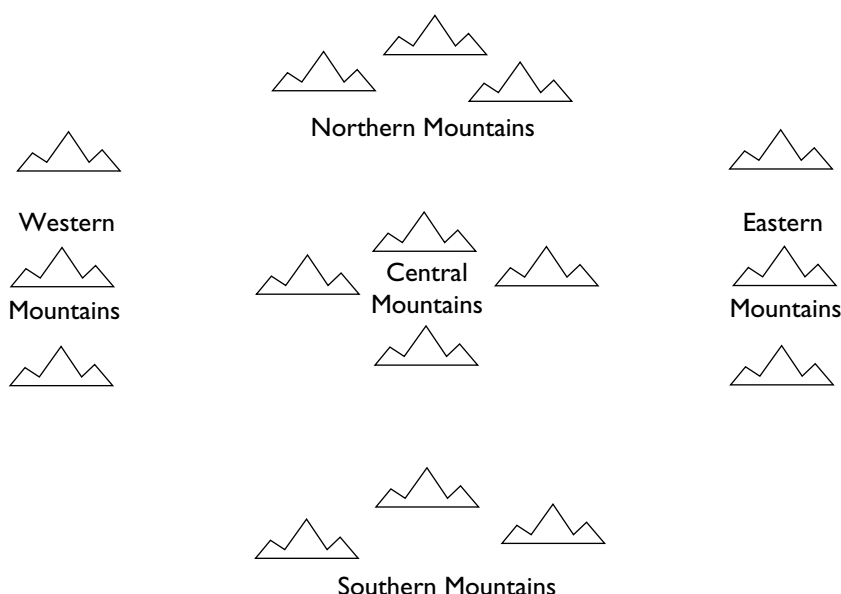 Northern Mountains
Western
Mountains
Central
Mountains
Eastern
Mountains
Southern Mountains